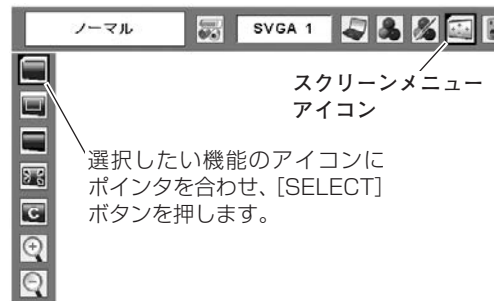 ノーマル
SVGA 1
スクリーンメニュー
アイコン
選択したい機能のアイコンに
ポインタを合わせ、[SELECT]
ボタンを押します。
C